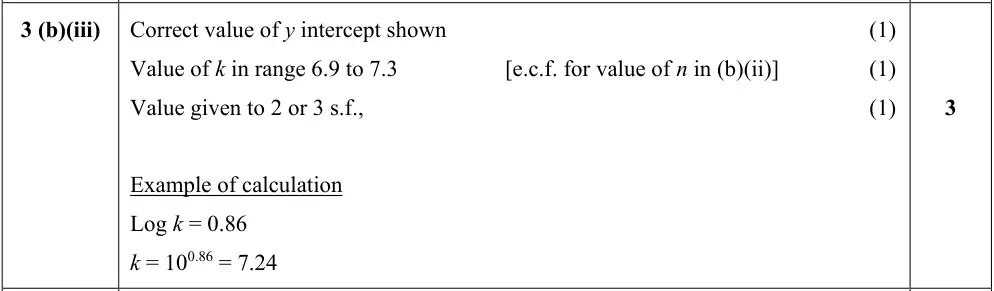 3 (b)(iii) Correct value of y intercept shown (1)
Value of k in range 6.9 to 7.3 [e.c.f. for value of n in (b)(ii)] (1)
Value given to 2 or 3 s.f., (1) 3
Example of calculation
Log k = 0.86
k = 10^0.86 = 7.24